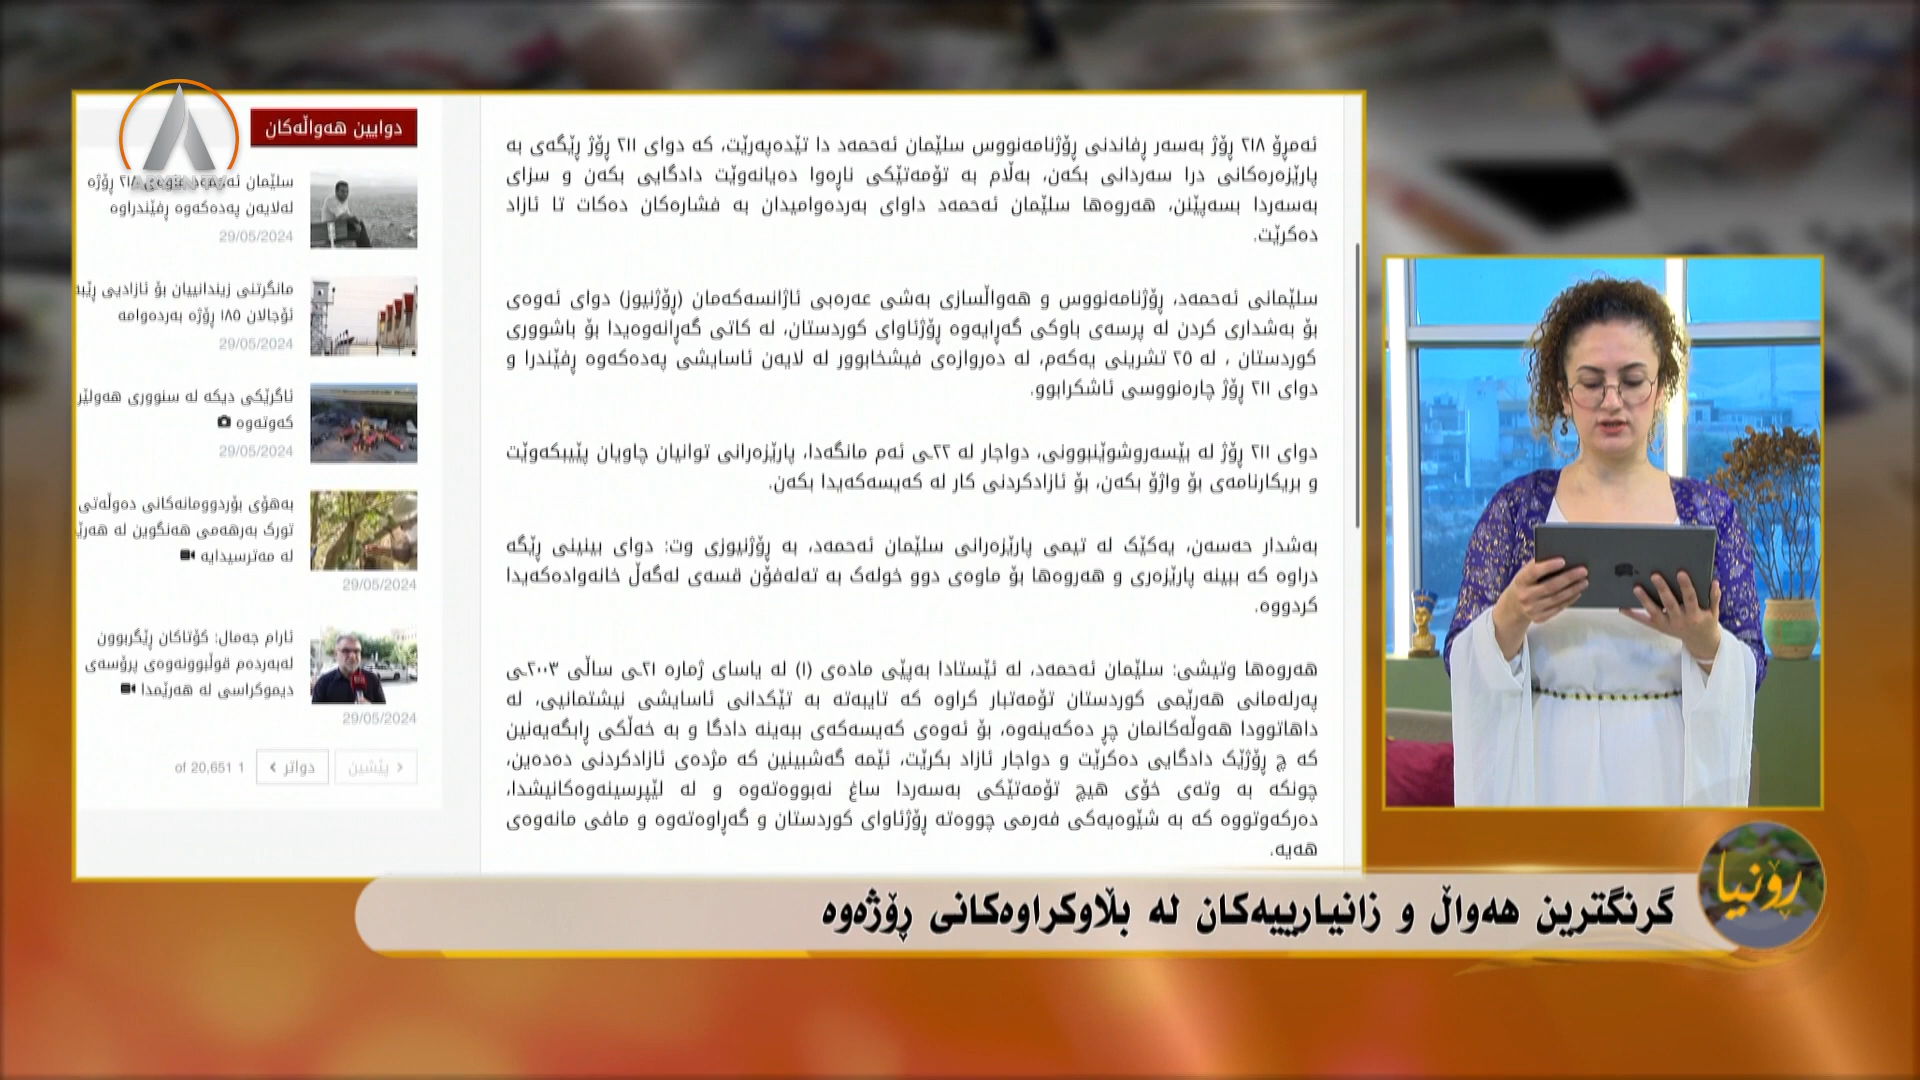 دوایین هەواڵەکان
سلێمان ئەحمەد
لەلایەن پەدەکەوە ڕفێندراوە
29/05/2024
مانگرتنی زیندانییان بۆ ئازادیی
ئۆجالان ١٨٥ ڕۆژە بەردەوامە
29/05/2024
ئاگرێکی دیکە لە سنووری هەولێر
کەوتەوە
29/05/2024
بەهۆی بۆردوومانەکانی دەوڵەتی
تورک بەرهەمی هەنگوین لە
لە مەترسیدایە
29/05/2024
ئارام جەمال: کۆتاکان ڕێگربوون
لەبەردەم قوڵبوونەوەی پرۆسەی
دیموکراسی لە هەرێمدا
29/05/2024
پێشین
دواتر
1 of 20,651
ئەمڕۆ ٢١٨ ڕۆژ بەسەر ڕفاندنی ڕۆژنامەنووس سلێمان ئەحمەد دا تێدەپەرێت، کە دوای ٢١١ ڕۆژ ڕێگەی بە
پارێزەرەکانی درا سەردانی بکەن، بەڵام بە تۆمەتێکی ناڕەوا دەیانەوێت دادگایی بکەن و سزای
بەسەردا بسەپێنن، هەروەها سلێمان ئەحمەد داوای بەردەوامیدان بە فشارەکان دەکات تا ئازاد
دەکرێت.
سلێمانی ئەحمەد، ڕۆژنامەنووس و هەواڵسازی بەشی عەرەبی ئاژانسەکەمان (ڕۆژنیوز) دوای ئەوەی
بۆ بەشداری کردن لە پرسەی باوکی گەڕایەوە ڕۆژئاوای کوردستان، لە کاتی گەڕانەوەیدا بۆ باشووری
کوردستان ، لە ٢٥ تشرینی یەکەم، لە دەروازەی فیشخابوور لە لایەن ئاسایشی پەدەکەوە ڕفێندرا و
دوای ٢١١ ڕۆژ چارەنووسی ئاشکرابوو.
دوای ٢١١ ڕۆژ لە بێسەروشوێنبوونی، دواجار لە ٢٢ـی ئەم مانگەدا، پارێزەرانی توانیان چاویان پێیبکەوێت
و بریکارنامەی بۆ واژۆ بکەن، بۆ ئازادکردنی کار لە کەیسەکەیدا بکەن.
بەشدار حەسەن، یەکێک لە تیمی پارێزەرانی سلێمان ئەحمەد، بە ڕۆژنیوزی وت: دوای بینینی ڕێگە
دراوە کە ببینە پارێزەری و هەروەها بۆ ماوەی دوو خولەک بە تەلەفۆن قسەی لەگەڵ خانەوادەکەیدا
کردووە.
هەروەها وتیشی: سلێمان ئەحمەد، لە ئێستادا بەپێی مادەی (١) لە یاسای ژمارە ٢١ـی ساڵی ٢٠٠٣ـی
پەرلەمانی هەرێمی کوردستان تۆمەتبار کراوە کە تایبەتە بە تێکدانی ئاسایشی نیشتمانیی، لە
داهاتوودا هەوڵەکانمان چڕ دەکەینەوە، بۆ ئەوەی کەیسەکەی ببەینە دادگا و بە خەڵکی ڕابگەیەنین
کە چ ڕۆژێک دادگایی دەکرێت و دواجار ئازاد بکرێت، ئێمە گەشبینین کە مژدەی ئازادکردنی دەدەین،
چونکە بە وتەی خۆی هیچ تۆمەتێکی بەسەردا ساغ نەبووەتەوە و لە لێپرسینەوەکانیشدا،
دەرکەوتووە کە بە شێوەیەکی فەرمی چووەتە ڕۆژئاوای کوردستان و گەڕاوەتەوە و مافی مانەوەی
هەیە.
گرنگترین هەواڵ و زانیارییەکان لە بڵاوکراوەکانی ڕۆژەوە
ڕۆنیا